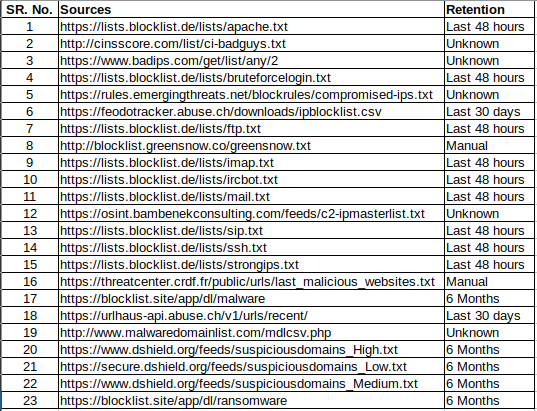 SR. No. Sources Retention
1 https://lists.blocklist.de/lists/apache.txt Last 48 hours
2 http://cinsscore.com/list/ci-badguys.txt Unknown
3 https://www.badips.com/get/list/any/2 Unknown
4 https://lists.blocklist.de/lists/bruteforcelogin.txt Last 48 hours
5 https://rules.emergingthreats.net/blockrules/compromised-ips.txt Unknown
6 https://feodotracker.abuse.ch/downloads/ipblocklist.csv Last 30 days
7 https://lists.blocklist.de/lists/ftp.txt Last 48 hours
8 http://blocklist.greensnow.co/greensnow.txt Manual
9 https://lists.blocklist.de/lists/imap.txt Last 48 hours
10 https://lists.blocklist.de/lists/ircbot.txt Last 48 hours
11 https://lists.blocklist.de/lists/mail.txt Last 48 hours
12 https://osint.bambenekconsulting.com/feeds/c2-ipmasterlist.txt Unknown
13 https://lists.blocklist.de/lists/sip.txt Last 48 hours
14 https://lists.blocklist.de/lists/ssh.txt Last 48 hours
15 https://lists.blocklist.de/lists/strongips.txt Last 48 hours
16 https://threatcenter.crdf.fr/public/urls/last_malicious_websites.txt Manual
17 https://blocklist.site/app/dl/malware 6 Months
18 https://urlhaus-api.abuse.ch/v1/urls/recent/ Last 30 days
19 http://www.malwaredomainlist.com/mdlcsv.php Unknown
20 https://www.dshield.org/feeds/suspiciousdomains_High.txt 6 Months
21 https://secure.dshield.org/feeds/suspiciousdomains_Low.txt 6 Months
22 https://www.dshield.org/feeds/suspiciousdomains_Medium.txt 6 Months
23 https://blocklist.site/app/dl/ransomware 6 Months